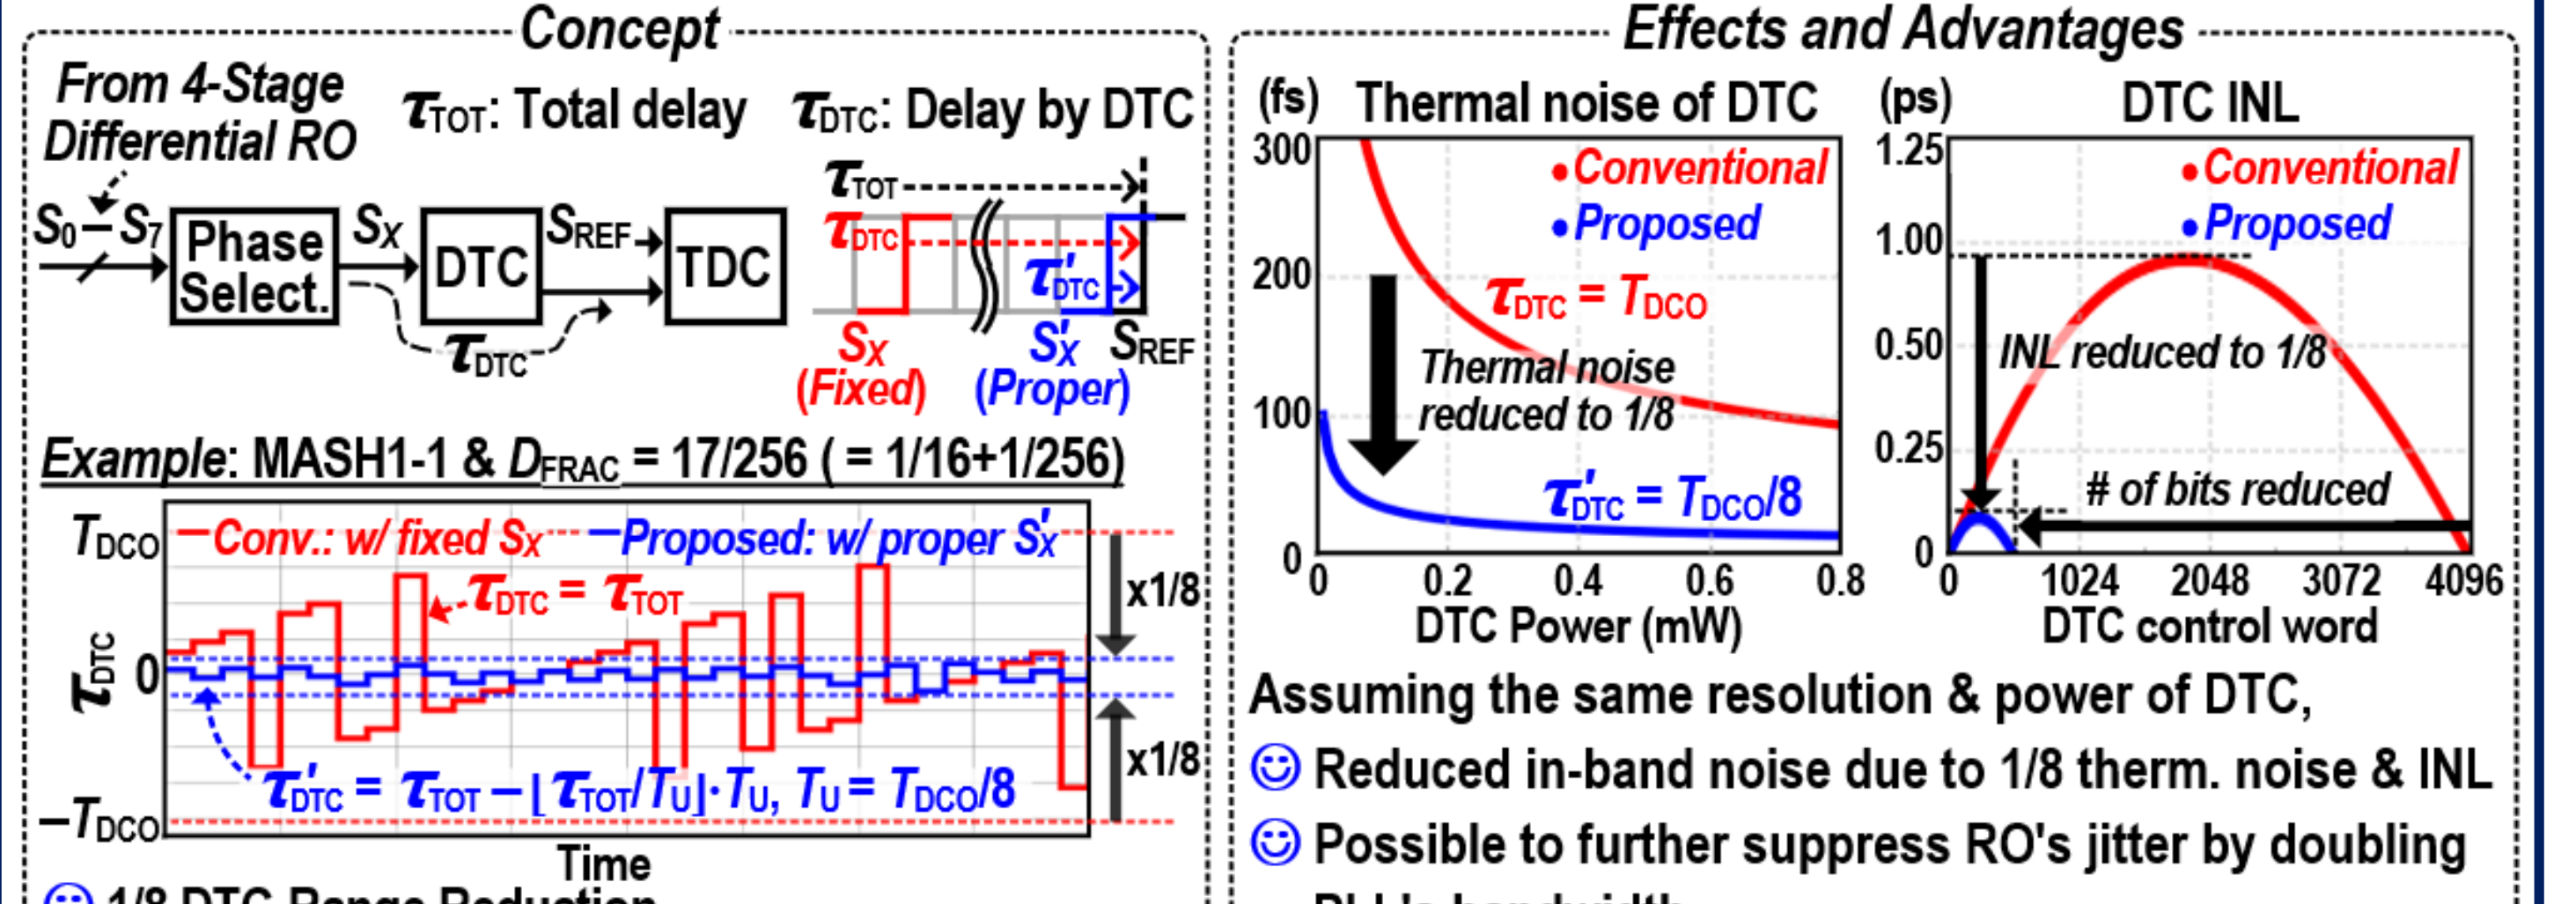 Concept
From 4-Stage
Differential RO
τTOT: Total delay
τDTC: Delay by DTC
S0 – S7
Phase
Select.
SX
DTC
SREF
TDC
τDTC
τTOT
τDTC
τ'DTC
SX
(Fixed)
S'X
(Proper)
SREF
Example: MASH1-1 & DFRAC = 17/256 ( = 1/16+1/256)
TDCO
Conv.: w/ fixed SX
Proposed: w/ proper S'X
τDTC = τTOT
x1/8
τDTC
0
x1/8
τ'DTC = τTOT – ⌊τTOT/TU⌋·TU, TU = TDCO/8
–TDCO
Time
1/8 DTC Range Reduction
Effects and Advantages
(fs)
Thermal noise of DTC
300
200
100
0
Conventional
Proposed
τDTC = TDCO
Thermal noise
reduced to 1/8
τ'DTC = TDCO/8
0 0.2 0.4 0.6 0.8
DTC Power (mW)
(ps)
DTC INL
1.25
1.00
0.50
0.25
0
Conventional
Proposed
INL reduced to 1/8
# of bits reduced
0 1024 2048 3072 4096
DTC control word
Assuming the same resolution & power of DTC,
Reduced in-band noise due to 1/8 therm. noise & INL
Possible to further suppress RO's jitter by doubling
PLL's bandwidth